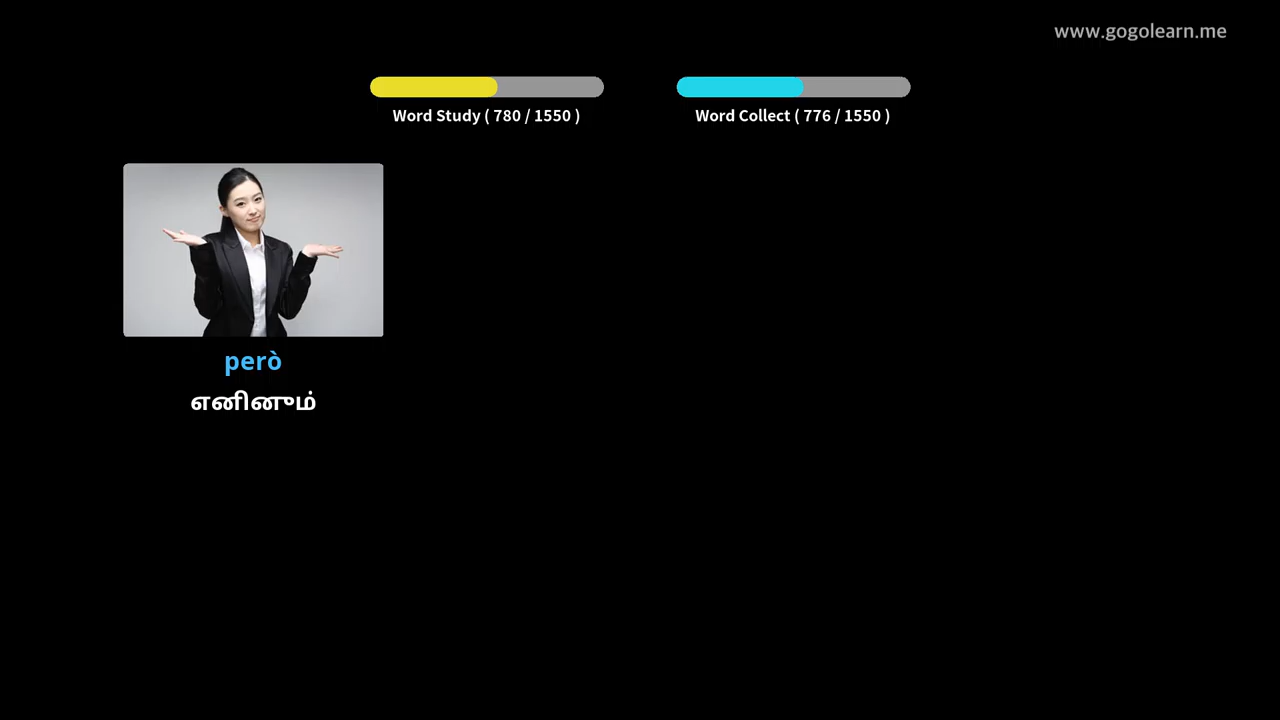 www.gogolearn.me
Word Study ( 780 / 1550 )
Word Collect ( 776 / 1550 )
però
எனினும்